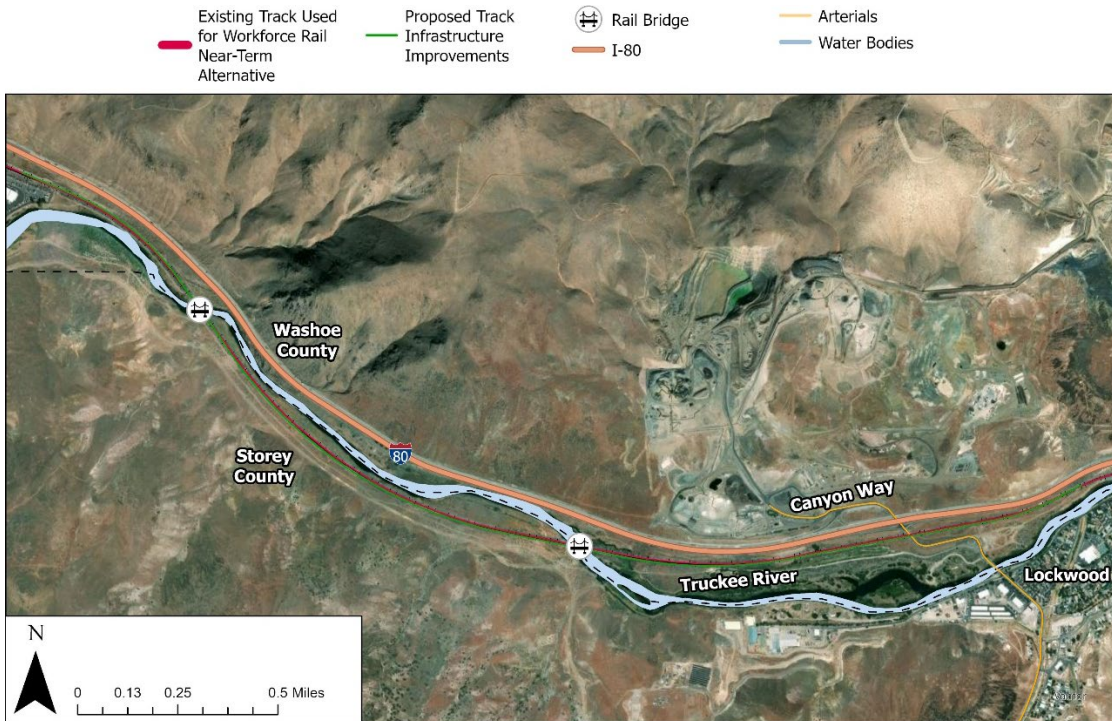 Existing Track Used
for Workforce Rail
Near-Term
Alternative
Proposed Track
Infrastructure
Improvements
Rail Bridge
I-80
Arterials
Water Bodies
Washoe
County
Storey
County
80
Canyon Way
Truckee River
Lockwood
N
0 0.13 0.25 0.5 Miles